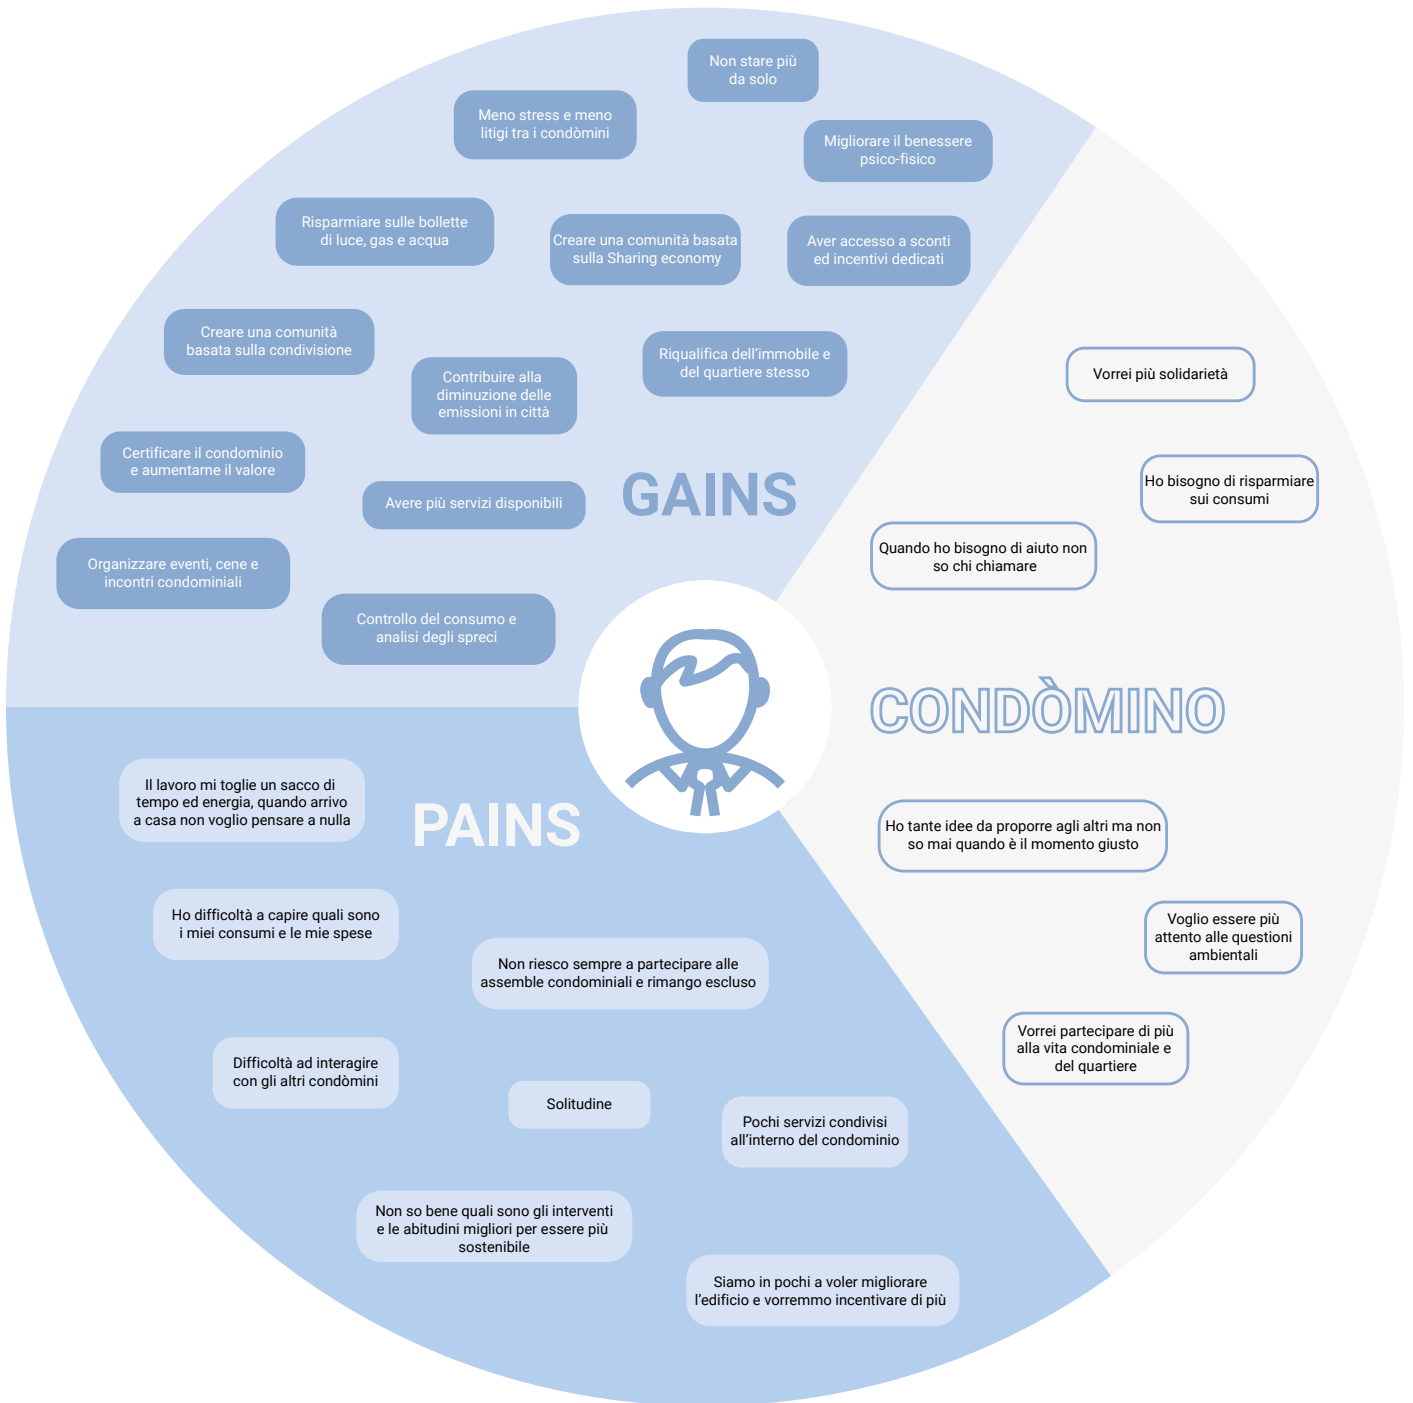 Non stare più
da solo
Meno stress e meno
litigi tra i condòmini
Migliorare il benessere
psico-fisico
Risparmiare sulle bollette
di luce, gas e acqua
Creare una comunità basata
sulla Sharing economy
Aver accesso a sconti
ed incentivi dedicati
Creare una comunità
basata sulla condivisione
Riqualifica dell'immobile e
del quartiere stesso
Contribuire alla
diminuzione delle
emissioni in città
Certificare il condominio
e aumentarne il valore
Avere più servizi disponibili
GAINS
Organizzare eventi, cene e
incontri condominiali
Controllo del consumo e
analisi degli spreci
Vorrei più solidarietà
Ho bisogno di risparmiare
sui consumi
Quando ho bisogno di aiuto non
so chi chiamare
CONDÒMINO
Ho tante idee da proporre agli altri ma non
so mai quando è il momento giusto
Voglio essere più
attento alle questioni
ambientali
Vorrei partecipare di più
alla vita condominiale e
del quartiere
PAINS
Il lavoro mi toglie un sacco di
tempo ed energia, quando arrivo
a casa non voglio pensare a nulla
Ho difficoltà a capire quali sono
i miei consumi e le mie spese
Non riesco sempre a partecipare alle
assemble condominiali e rimango escluso
Difficoltà ad interagire
con gli altri condòmini
Solitudine
Pochi servizi condivisi
all'interno del condominio
Non so bene quali sono gli interventi
e le abitudini migliori per essere più
sostenibile
Siamo in pochi a voler migliorare
l'edificio e vorremmo incentivare di più